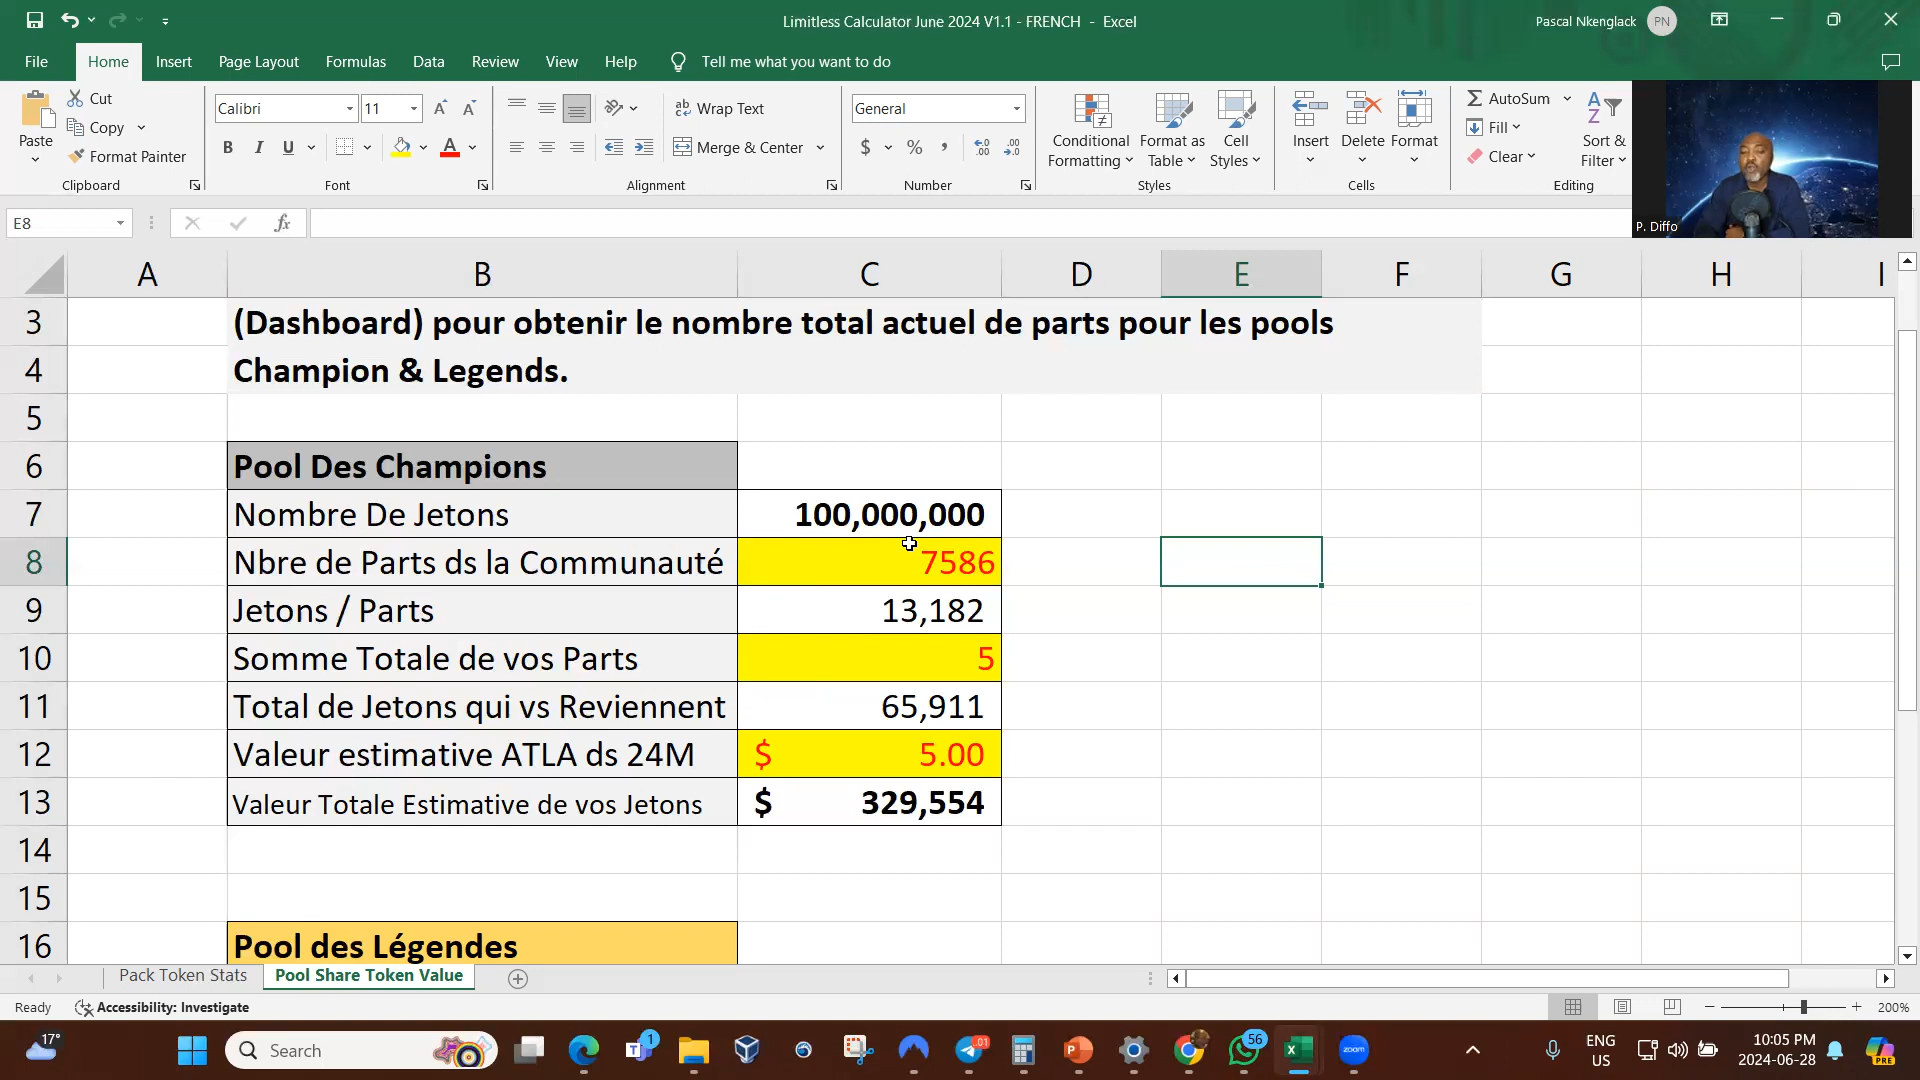 Limitless Calculator June 2024 V1.1 - FRENCH - Excel
Pascal Nkenglack PN
File Home Insert Page Layout Formulas Data Review View Help Tell me what you want to do
Paste
Cut
Copy
Format Painter
Clipboard
Calibri 11
B I U
Font
Wrap Text
Merge & Center
Alignment
General
$ % ,
Number
Conditional Formatting
Format as Table
Cell Styles
Styles
Insert Delete Format
Cells
AutoSum
Fill
Clear
Sort & Filter
Editing
P. Diffo
E8 fx
A B C D E F G H I
3 (Dashboard) pour obtenir le nombre total actuel de parts pour les pools
4 Champion & Legends.
5
6 Pool Des Champions
7 Nombre De Jetons 100,000,000
8 Nbre de Parts ds la Communauté 7586
9 Jetons / Parts 13,182
10 Somme Totale de vos Parts 5
11 Total de Jetons qui vs Reviennent 65,911
12 Valeur estimative ATLA ds 24M $ 5.00
13 Valeur Totale Estimative de vos Jetons $ 329,554
14
15
16 Pool des Légendes
Pack Token Stats Pool Share Token Value
Ready Accessibility: Investigate 200%
17° Search 1 .01 56 zoom ENG US 10:05 PM 2024-06-28 PRE